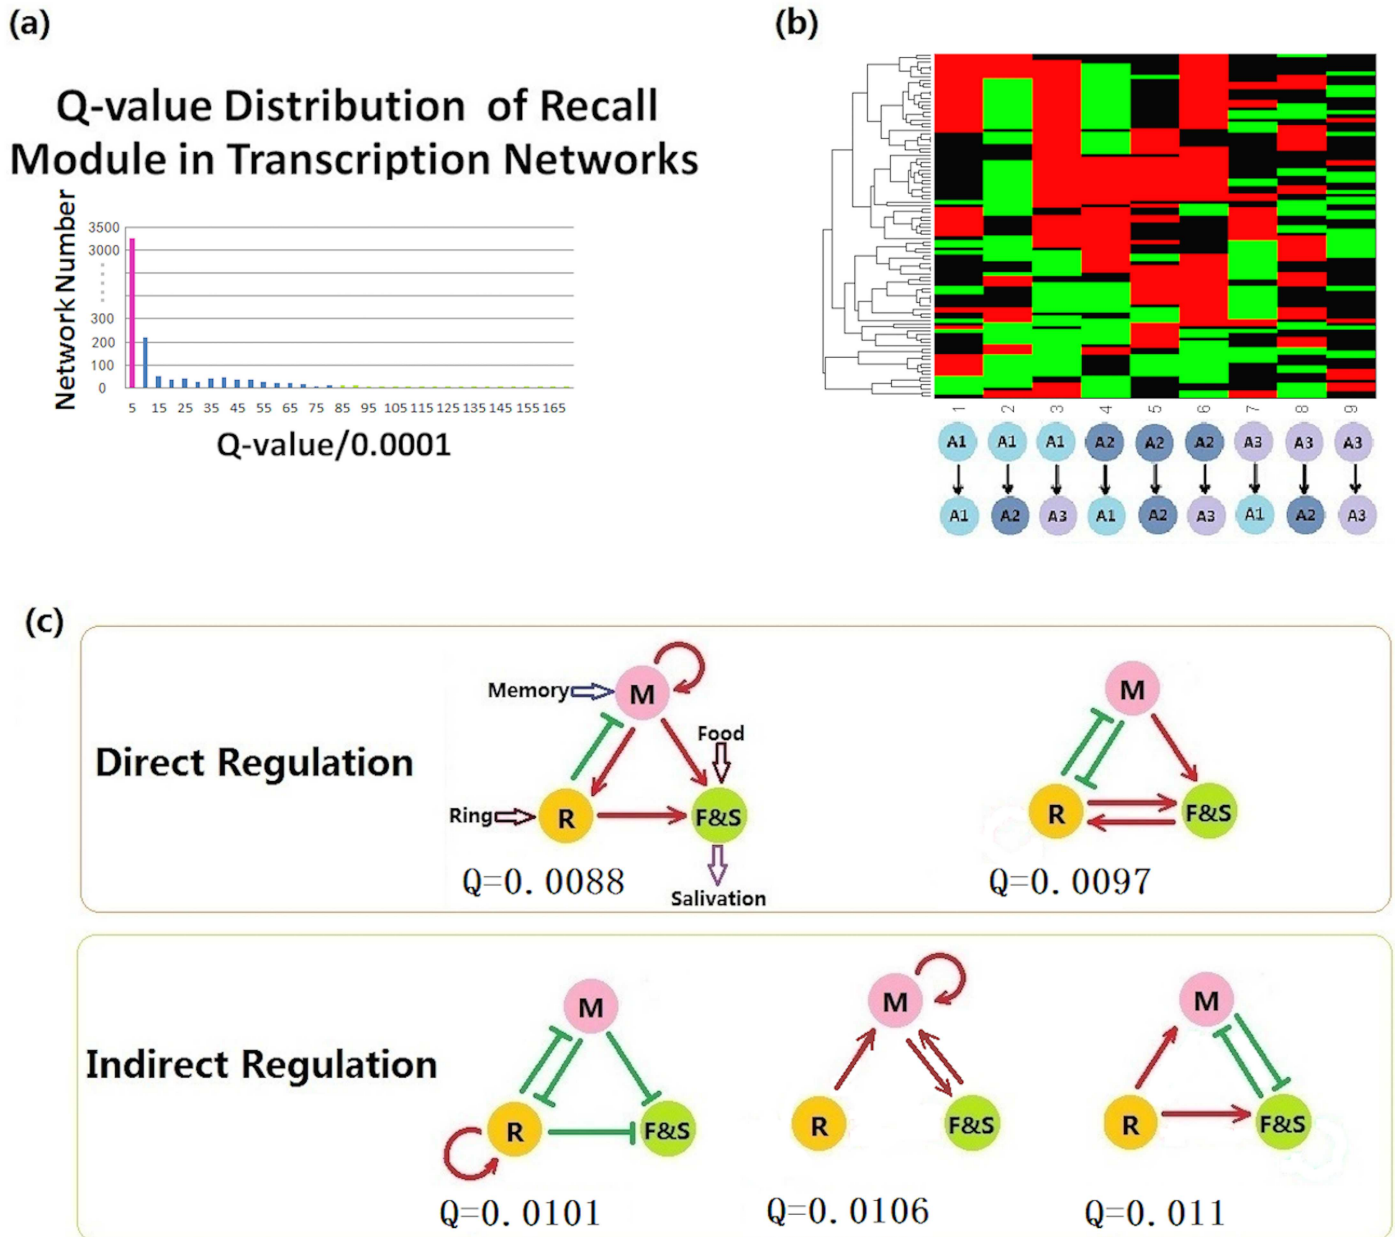 (a)
Q-value Distribution of Recall
Module in Transcription Networks
Network Number
3500
3000
300
200
100
0
5 15 25 35 45 55 65 75 85 95 105 115 125 135 145 155 165
Q-value/0.0001
(b)
1 2 3 4 5 6 7 8 9
A1 A1 A1 A2 A2 A2 A3 A3 A3
A1 A2 A3 A1 A2 A3 A1 A2 A3
(c)
Direct Regulation
Memory
M
Food
Ring
R
F&S
Salivation
Q=0.0088
M
R
F&S
Q=0.0097
Indirect Regulation
M
R
F&S
Q=0.0101
M
R
F&S
Q=0.0106
M
R
F&S
Q=0.011